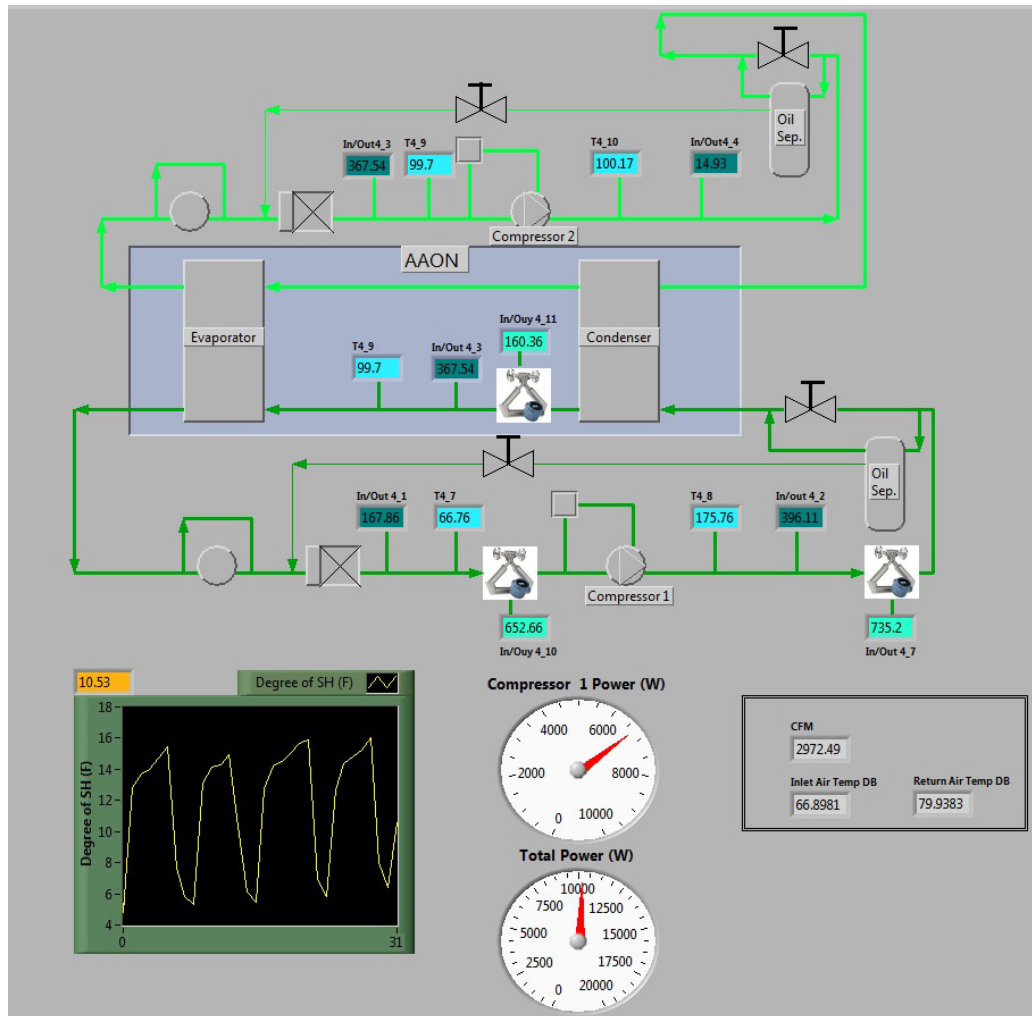 Oil
Sep.
In/Out4_3
T4_9
T4_10
In/Out4_4
367.54
99.7
100.17
14.93
Compressor 2
AAON
In/Ouy 4_11
Evaporator
160.36
Condenser
T4_9
In/Out 4_3
99.7
367.54
Oil
Sep.
In/Out 4_1
T4_7
T4_8
In/out 4_2
167.86
66.76
175.76
396.11
Compressor 1
652.66
735.2
In/Ouy 4_10
In/Out 4_7
10.53
Degree of SH (F)
Compressor 1 Power (W)
18
16
14
12
10
8
6
4
Degree of SH (F)
0
31
0
2000
4000
6000
8000
10000
CFM
2972.49
Inlet Air Temp DB
Return Air Temp DB
66.8981
79.9383
Total Power (W)
0
2500
5000
7500
10000
12500
15000
17500
20000